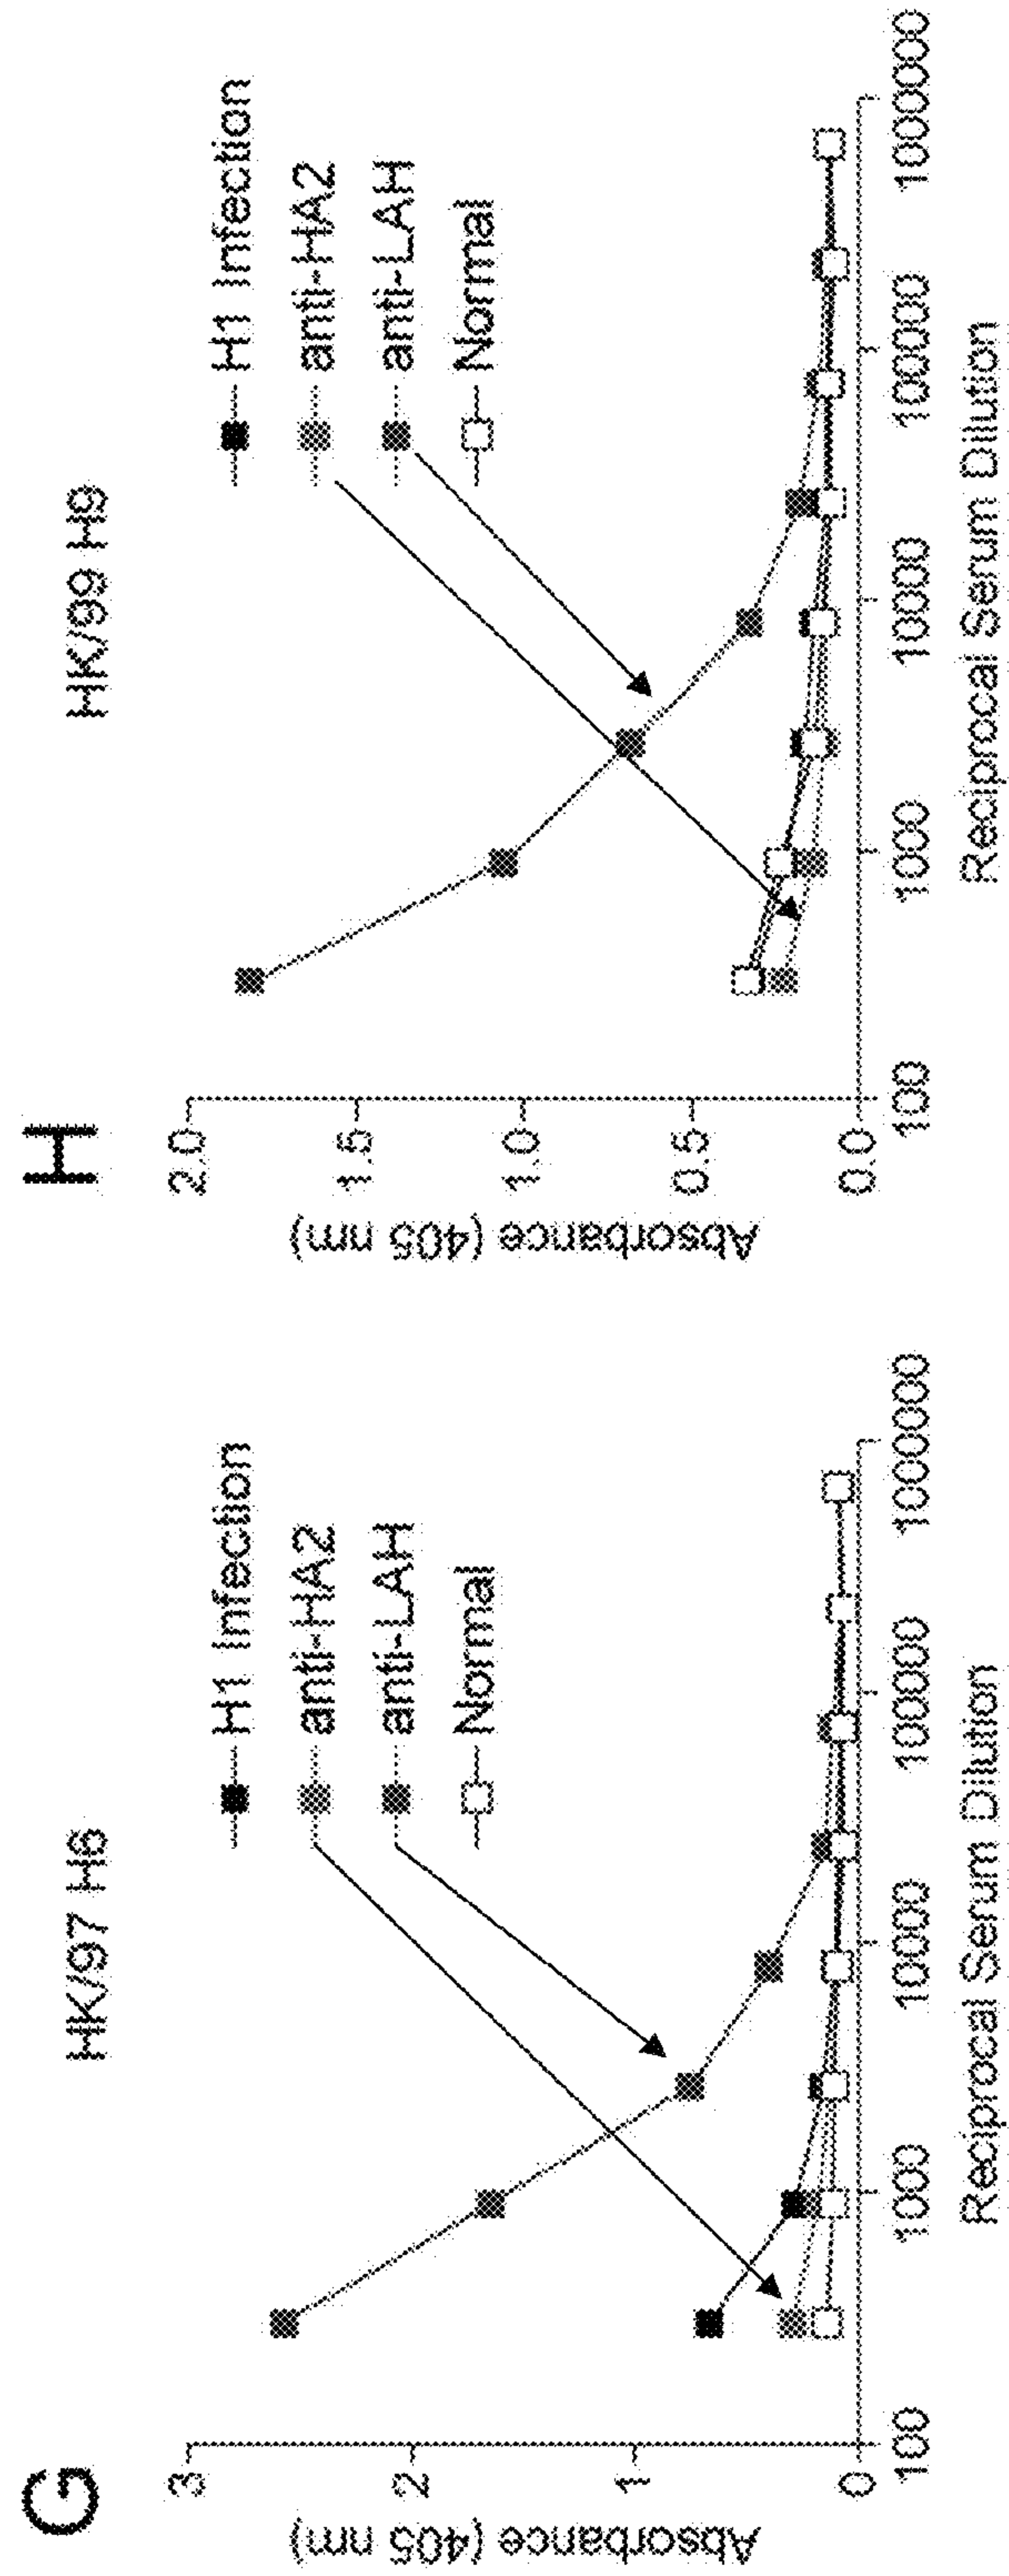 G
HK/97 H6
H1 Infection
anti-HA2
anti-LAH
Normal
3
2
1
0
Absorbance (405 nm)
100
1000
10000
100000
1000000
Reciprocal Serum Dilution
H
HK/99 H9
H1 Infection
anti-HA2
anti-LAH
Normal
2.0
1.5
1.0
0.5
0.0
Absorbance (405 nm)
100
1000
10000
100000
1000000
Reciprocal Serum Dilution